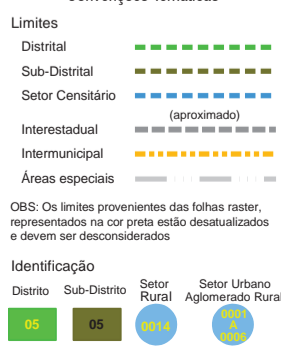 Convenções Temáticas
Limites
Distrital
Sub-Distrital
Setor Censitário
(aproximado)
Interestadual
Intermunicipal
Áreas especiais
OBS: Os limites provenientes das folhas raster,
representados na cor preta estão desatualizados
e devem ser desconsiderados
Identificação
Distrito Sub-Distrito Setor Rural Setor Urbano Aglomerado Rural
05 05 0014 0001 A 0006